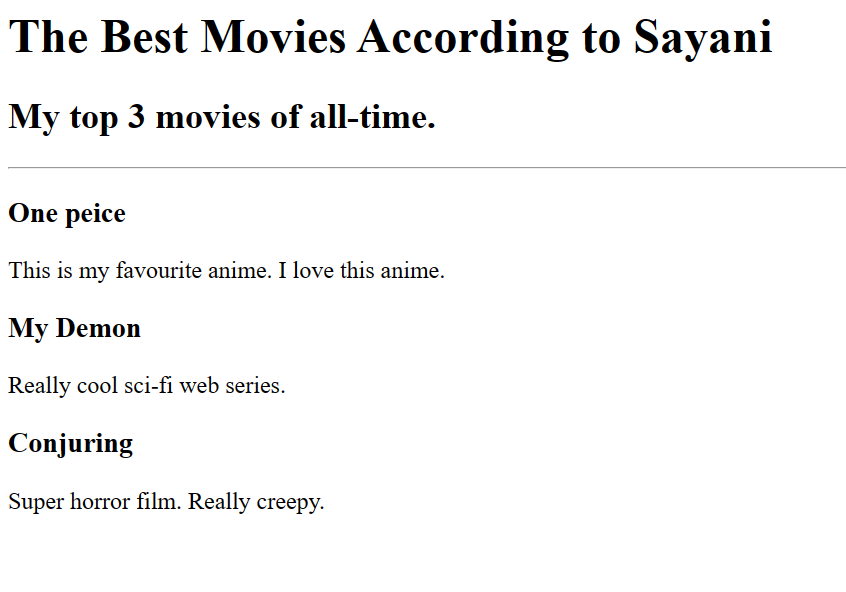 The Best Movies According to Sayani
My top 3 movies of all-time.
One peice
This is my favourite anime. I love this anime.
My Demon
Really cool sci-fi web series.
Conjuring
Super horror film. Really creepy.